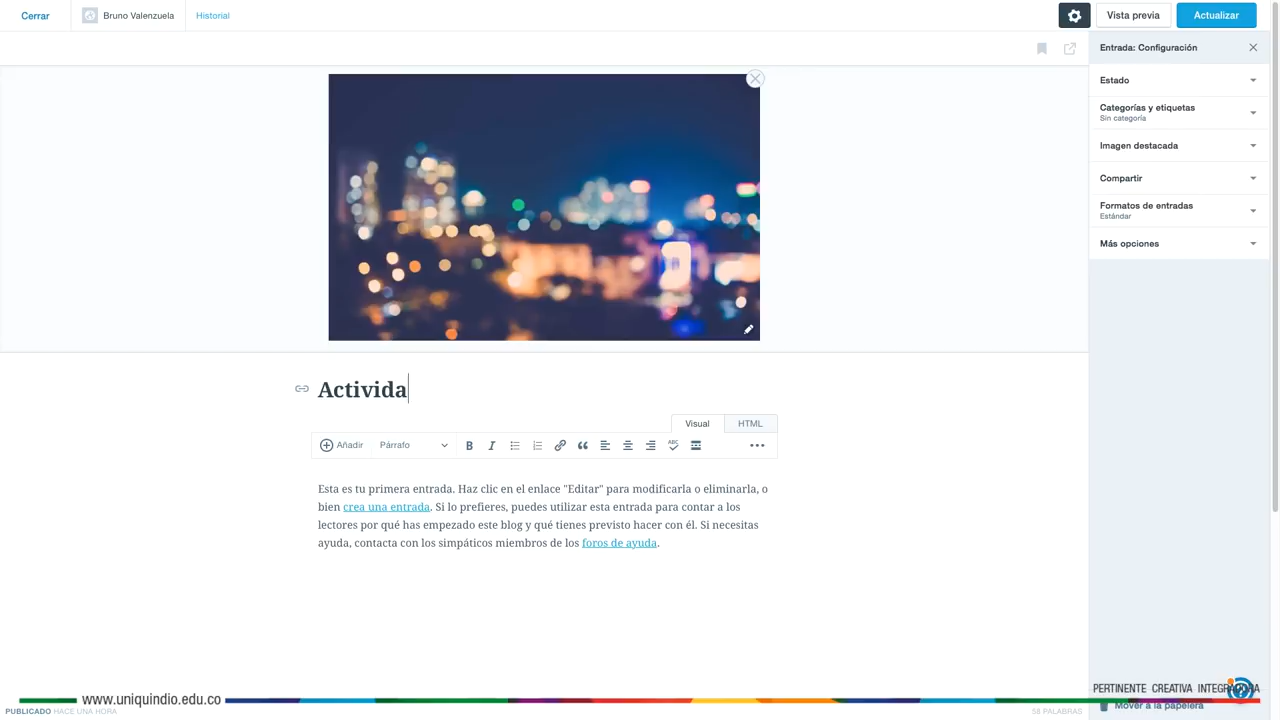 Cerrar
Bruno Valenzuela
Historial
Vista previa
Actualizar
Entrada: Configuración
Estado
Categorías y etiquetas
Sin categoría
Imagen destacada
Compartir
Formatos de entradas
Estándar
Más opciones
Activida
Visual
HTML
Añadir
Párrafo
B
I
ABC
Esta es tu primera entrada. Haz clic en el enlace "Editar" para modificarla o eliminarla, o
bien crea una entrada. Si lo prefieres, puedes utilizar esta entrada para contar a los
lectores por qué has empezado este blog y qué tienes previsto hacer con él. Si necesitas
ayuda, contacta con los simpáticos miembros de los foros de ayuda.
www.uniquindio.edu.co
PERTINENTE CREATIVA INTEGRADORA
PUBLICADO HACE UNA HORA
58 PALABRAS
Mover a la papelera